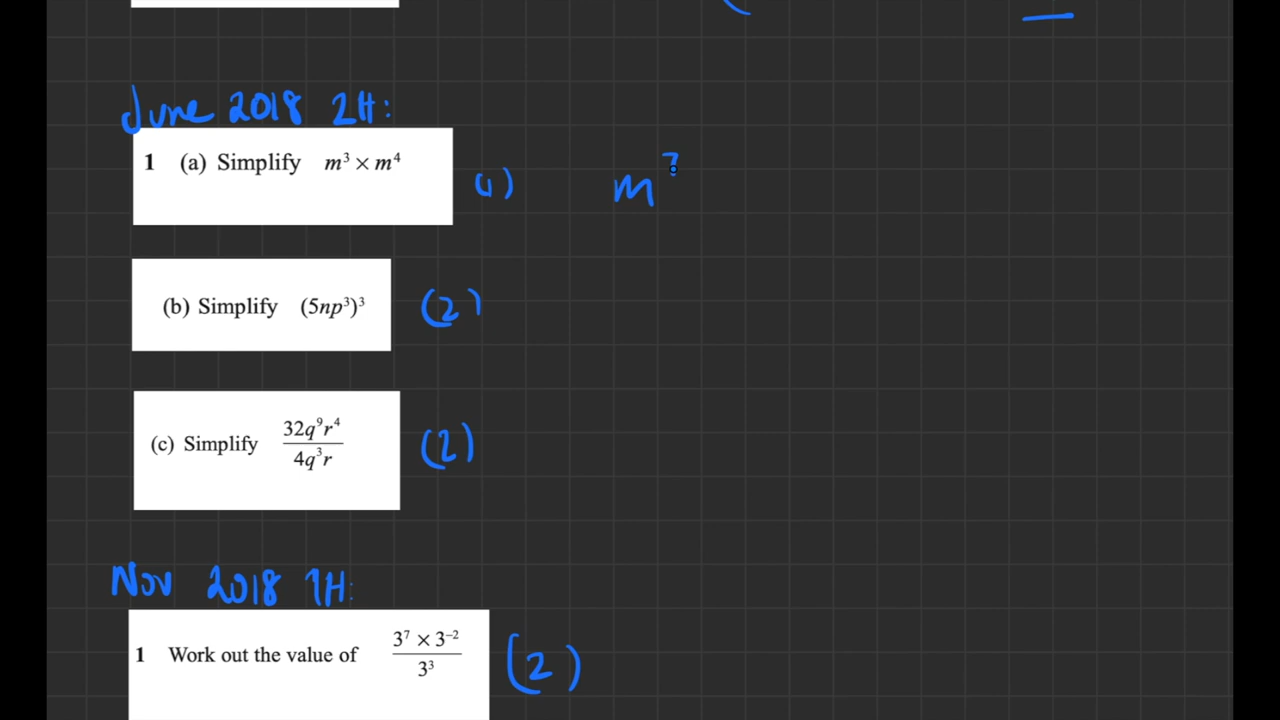 June 2018 2H:
1 (a) Simplify m³ × m⁴ (1) m⁷
(b) Simplify (5np³)³ (2)
(c) Simplify 32q⁹r⁴ / 4q³r (2)
Nov 2018 1H:
1 Work out the value of 3⁷ × 3⁻² / 3³ (2)